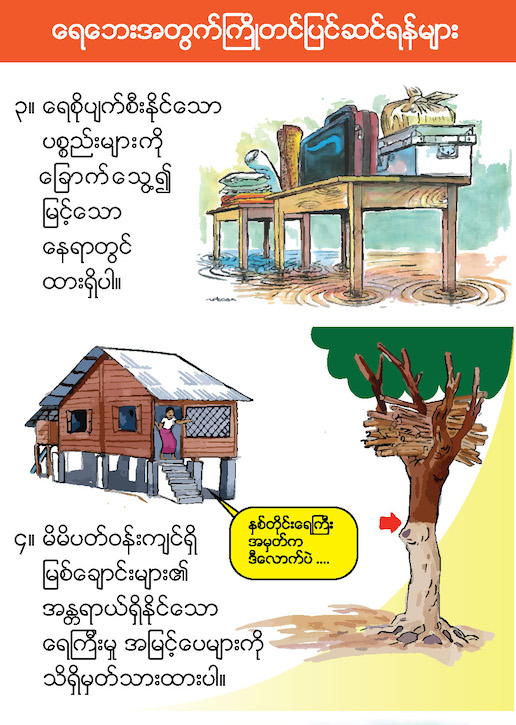 ရေဘေးအတွက်ကြိုတင်ပြင်ဆင်ရန်များ
၃။ ရေစိုပျက်စီးနိုင်သော
ပစ္စည်းများကို
ခြောက်သွေ့၍
မြင့်သော
နေရာတွင်
ထားရှိပါ။
နှစ်တိုင်းရေကြီး
အမှတ်က
ဒီလောက်ပဲ ....
၄။ မိမိပတ်ဝန်းကျင်ရှိ
မြစ်ချောင်းများ၏
အန္တရာယ်ရှိနိုင်သော
ရေကြီးမှု အမြင့်ပေများကို
သိရှိမှတ်သားထားပါ။